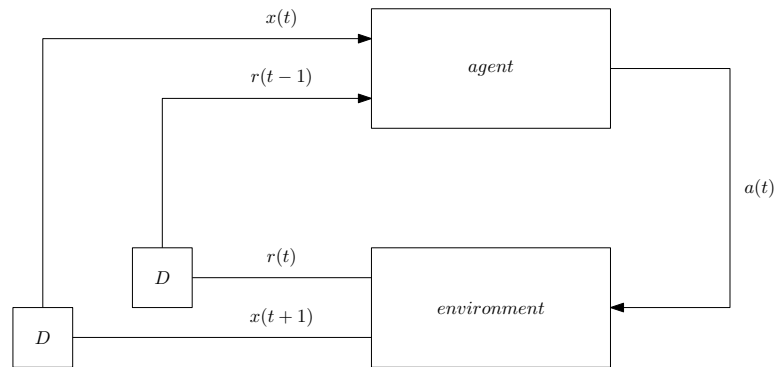 x(t)
agent
r(t − 1)
a(t)
r(t)
D
environment
x(t + 1)
D